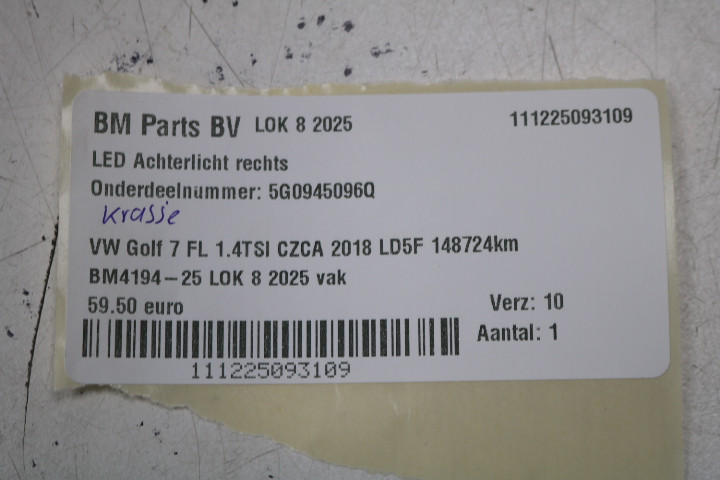 BM Parts BV LOK 8 2025 111225093109
LED Achterlicht rechts
Onderdeelnummer: 5G0945096Q
Krasje
VW Golf 7 FL 1.4TSI CZCA 2018 LD5F 148724km
BM4194-25 LOK 8 2025 vak
59.50 euro Verz: 10
Aantal: 1
111225093109